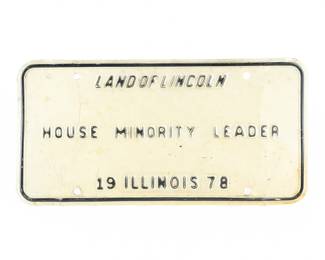 LAND OF LINCOLN
HOUSE MINORITY LEADER
19 ILLINOIS 78